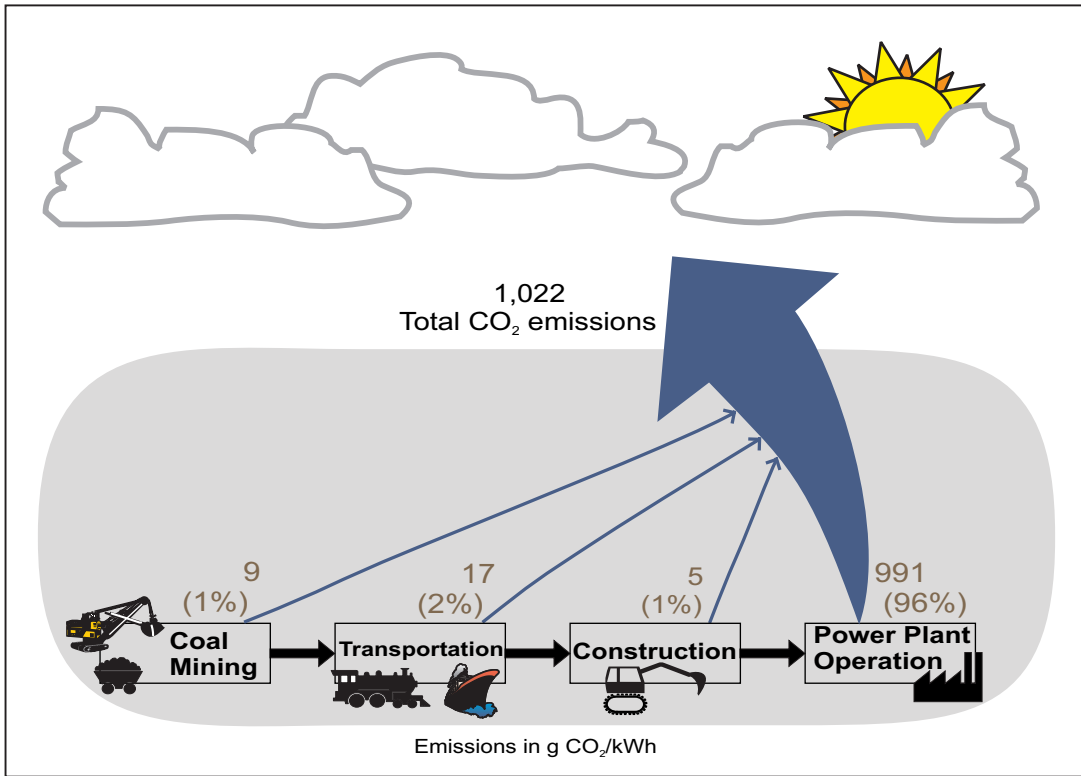 1,022
Total CO₂ emissions
9
(1%)
17
(2%)
5
(1%)
991
(96%)
Coal
Mining
Transportation
Construction
Power Plant
Operation
Emissions in g CO₂/kWh